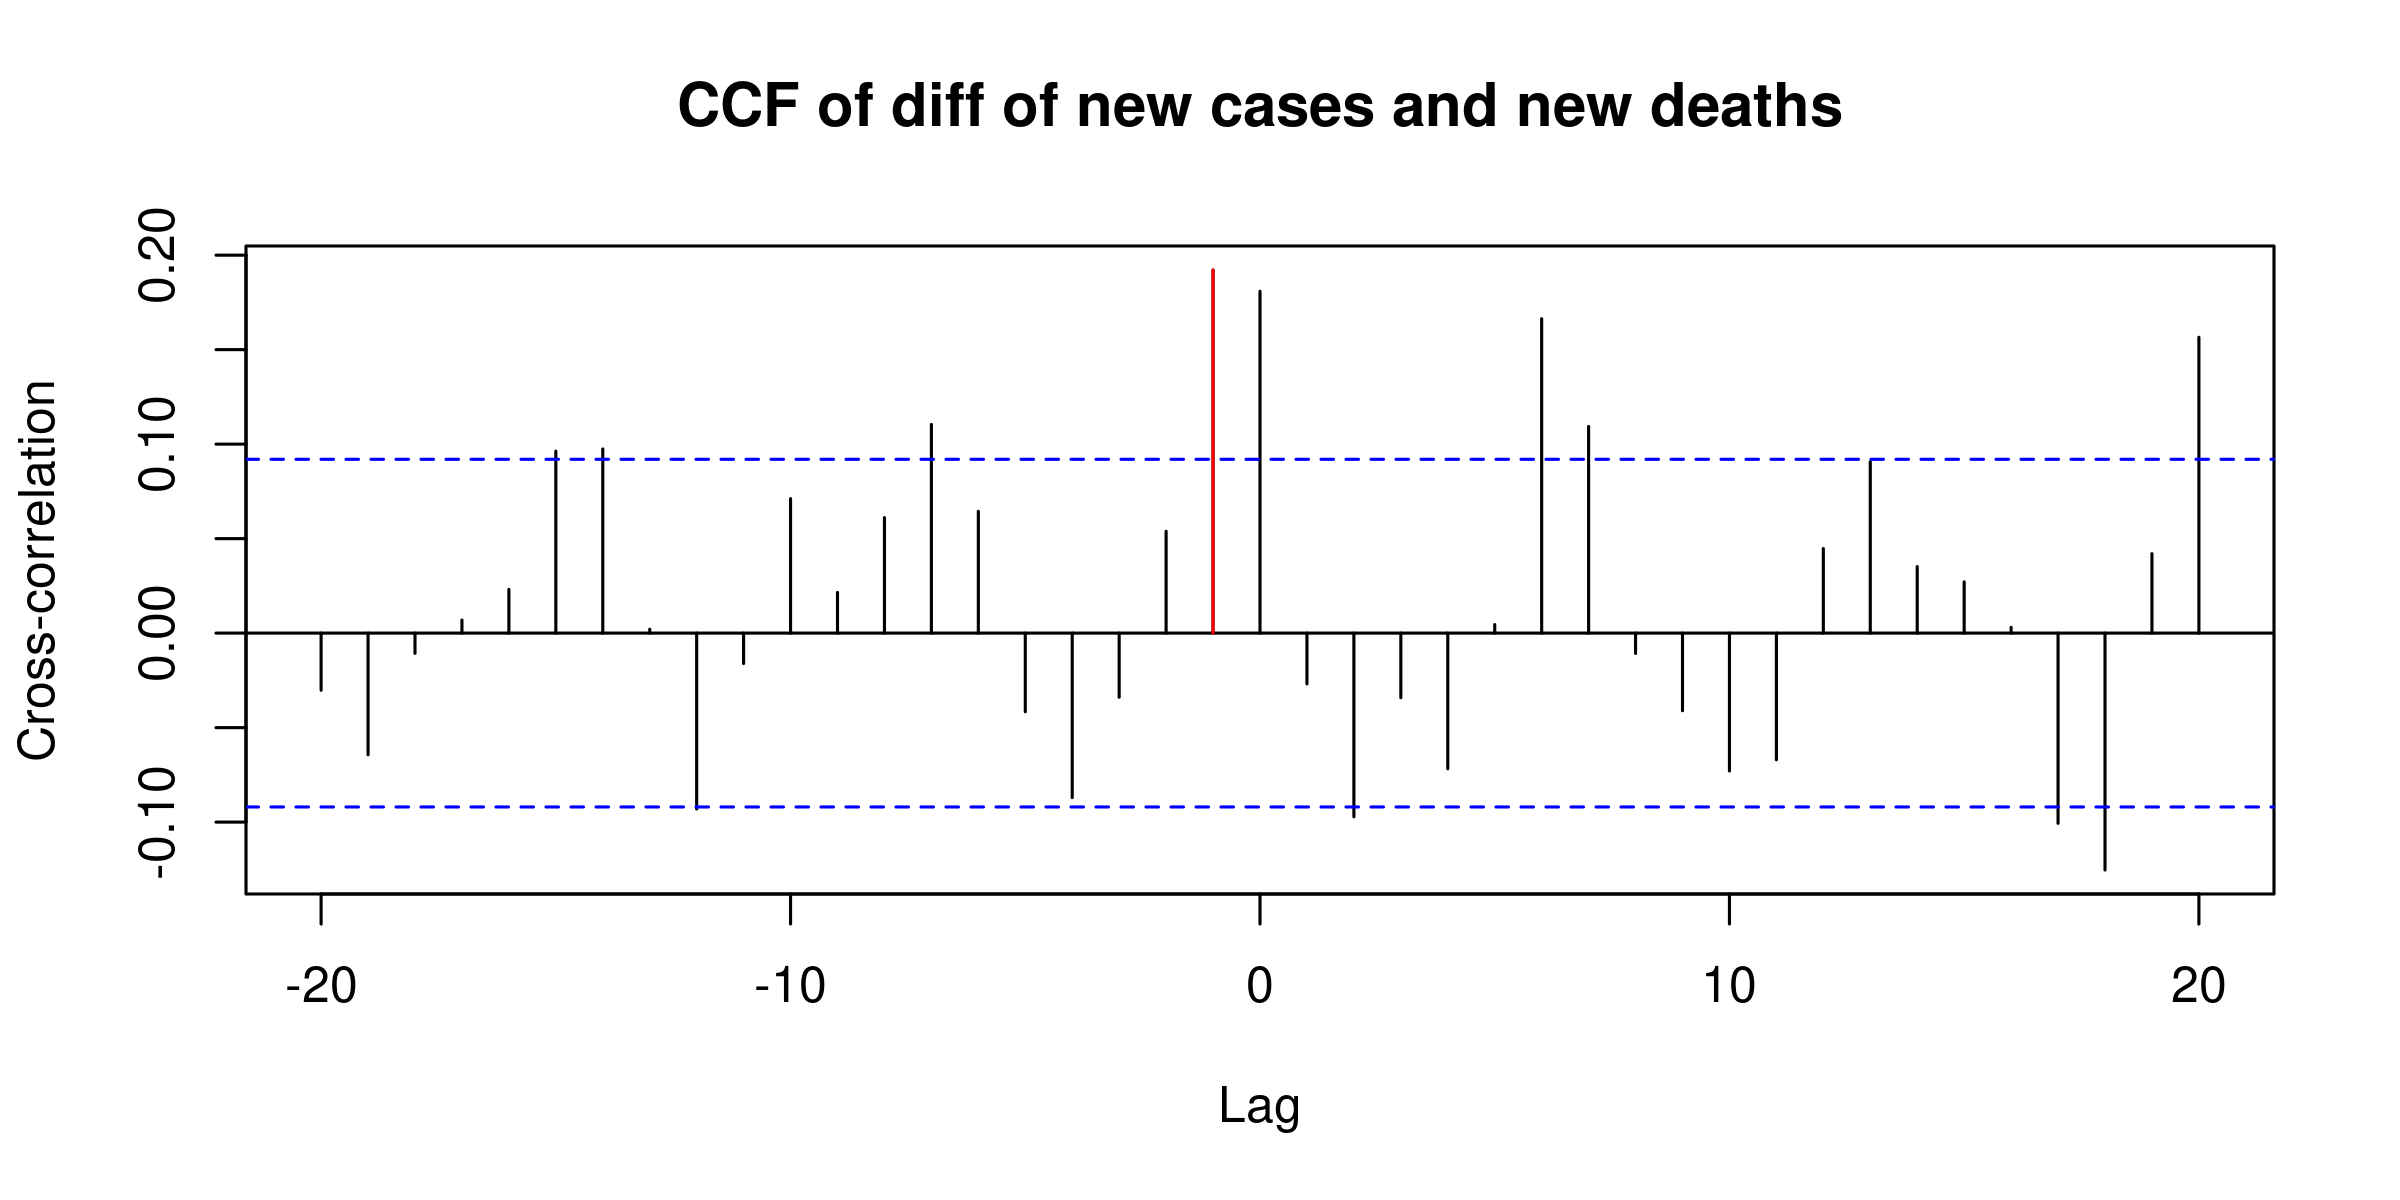 CCF of diff of new cases and new deaths
0.20
0.10
0.00
-0.10
Cross-correlation
-20 -10 0 10 20
Lag